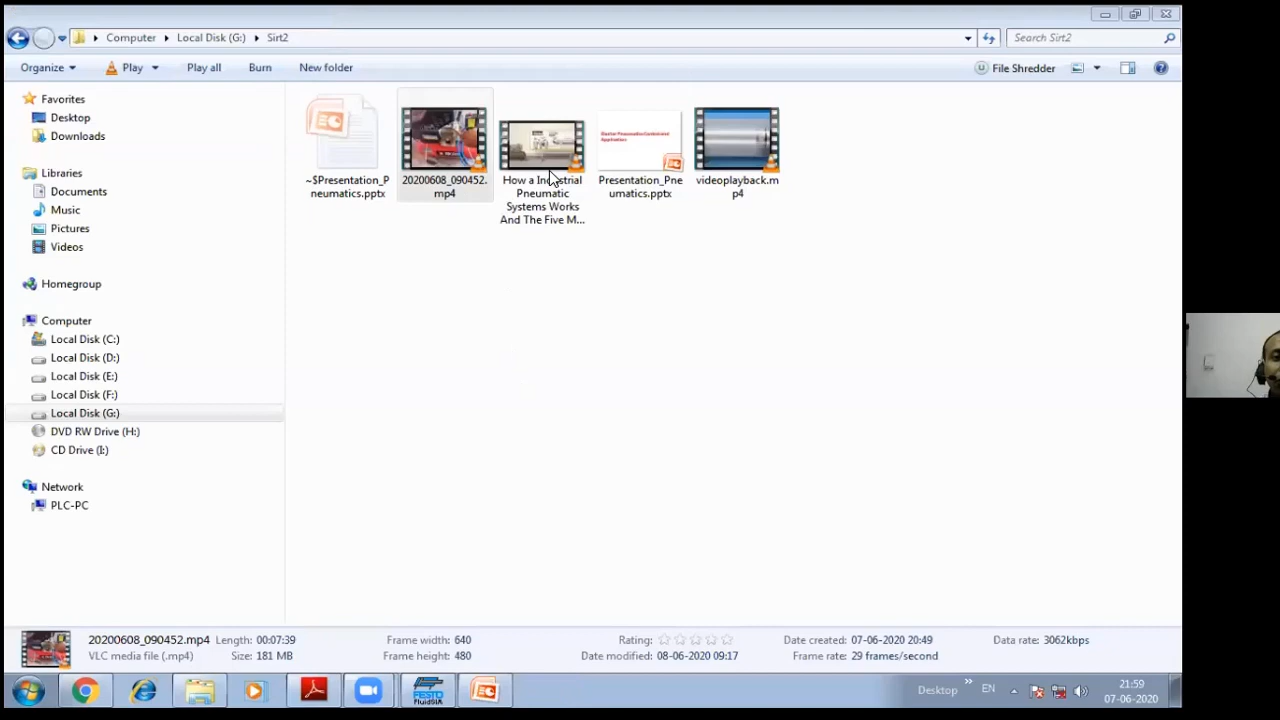 Computer
Local Disk (G:)
Sirt2
Search Sirt2
Organize
Play
Play all
Burn
New folder
File Shredder
Favorites
Desktop
Downloads
Libraries
Documents
Music
Pictures
Videos
Homegroup
Computer
Local Disk (C:)
Local Disk (D:)
Local Disk (E:)
Local Disk (F:)
Local Disk (G:)
DVD RW Drive (H:)
CD Drive (I:)
Network
PLC-PC
~$Presentation_P
neumatics.pptx
20200608_090452.
mp4
How a Industrial
Pneumatic
Systems Works
And The Five M...
Presentation_Pne
umatics.pptx
videoplayback.m
p4
20200608_090452.mp4
Length: 00:07:39
Frame width: 640
Rating:
Date created: 07-06-2020 20:49
Data rate: 3062kbps
VLC media file (.mp4)
Size: 181 MB
Frame height: 480
Date modified: 08-06-2020 09:17
Frame rate: 29 frames/second
FESTO
FluidSIM
Desktop
EN
21:59
07-06-2020